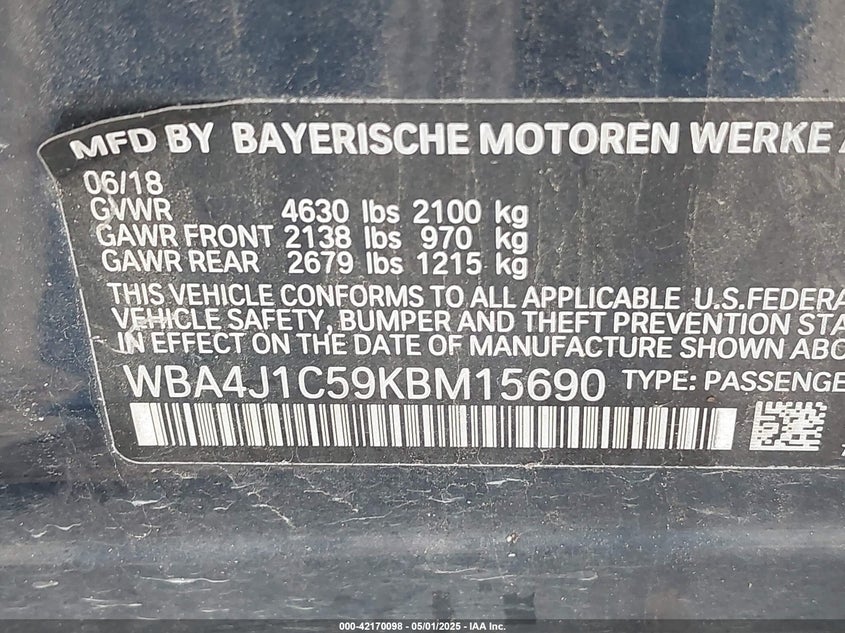 MFD BY BAYERISCHE MOTOREN WERKE
06/18
GVWR 4630 lbs 2100 kg
GAWR FRONT 2138 lbs 970 kg
GAWR REAR 2679 lbs 1215 kg
THIS VEHICLE CONFORMS TO ALL APPLICABLE U.S.FEDERA
VEHICLE SAFETY, BUMPER AND THEFT PREVENTION STA
IN EFFECT ON THE DATE OF MANUFACTURE SHOWN ABO
WBA4J1C59KBM15690 TYPE: PASSENGE
000-42170098 - 05/01/2025 - IAA Inc.